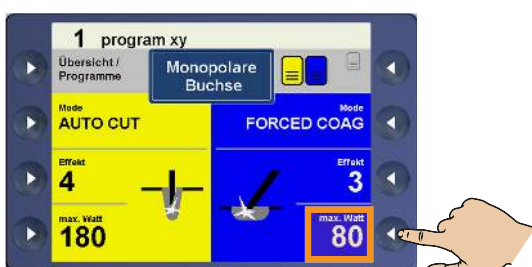 1 program xy
Übersicht /
Programme
Monopolare
Buchse
Mode
AUTO CUT
Mode
FORCED COAG
Effekt
4
Effekt
3
max. Watt
180
max. Watt
80